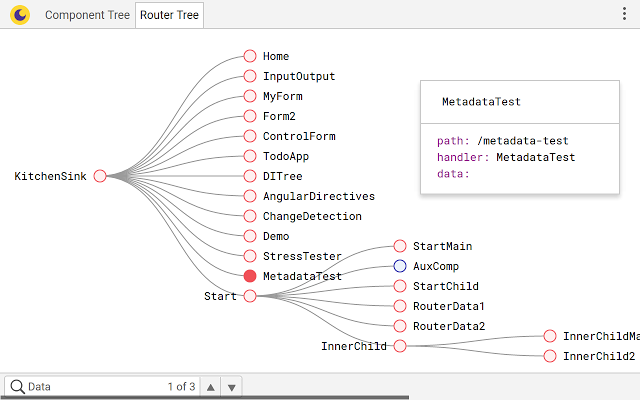 Component Tree Router Tree
Home
InputOutput
MyForm
Form2
ControlForm
TodoApp
KitchenSink
DITree
AngularDirectives
ChangeDetection
Demo
StressTester
MetadataTest
Start
StartMain
AuxComp
StartChild
RouterData1
RouterData2
InnerChild
InnerChildMa
InnerChild2
MetadataTest
path: /metadata-test
handler: MetadataTest
data:
Data 1 of 3